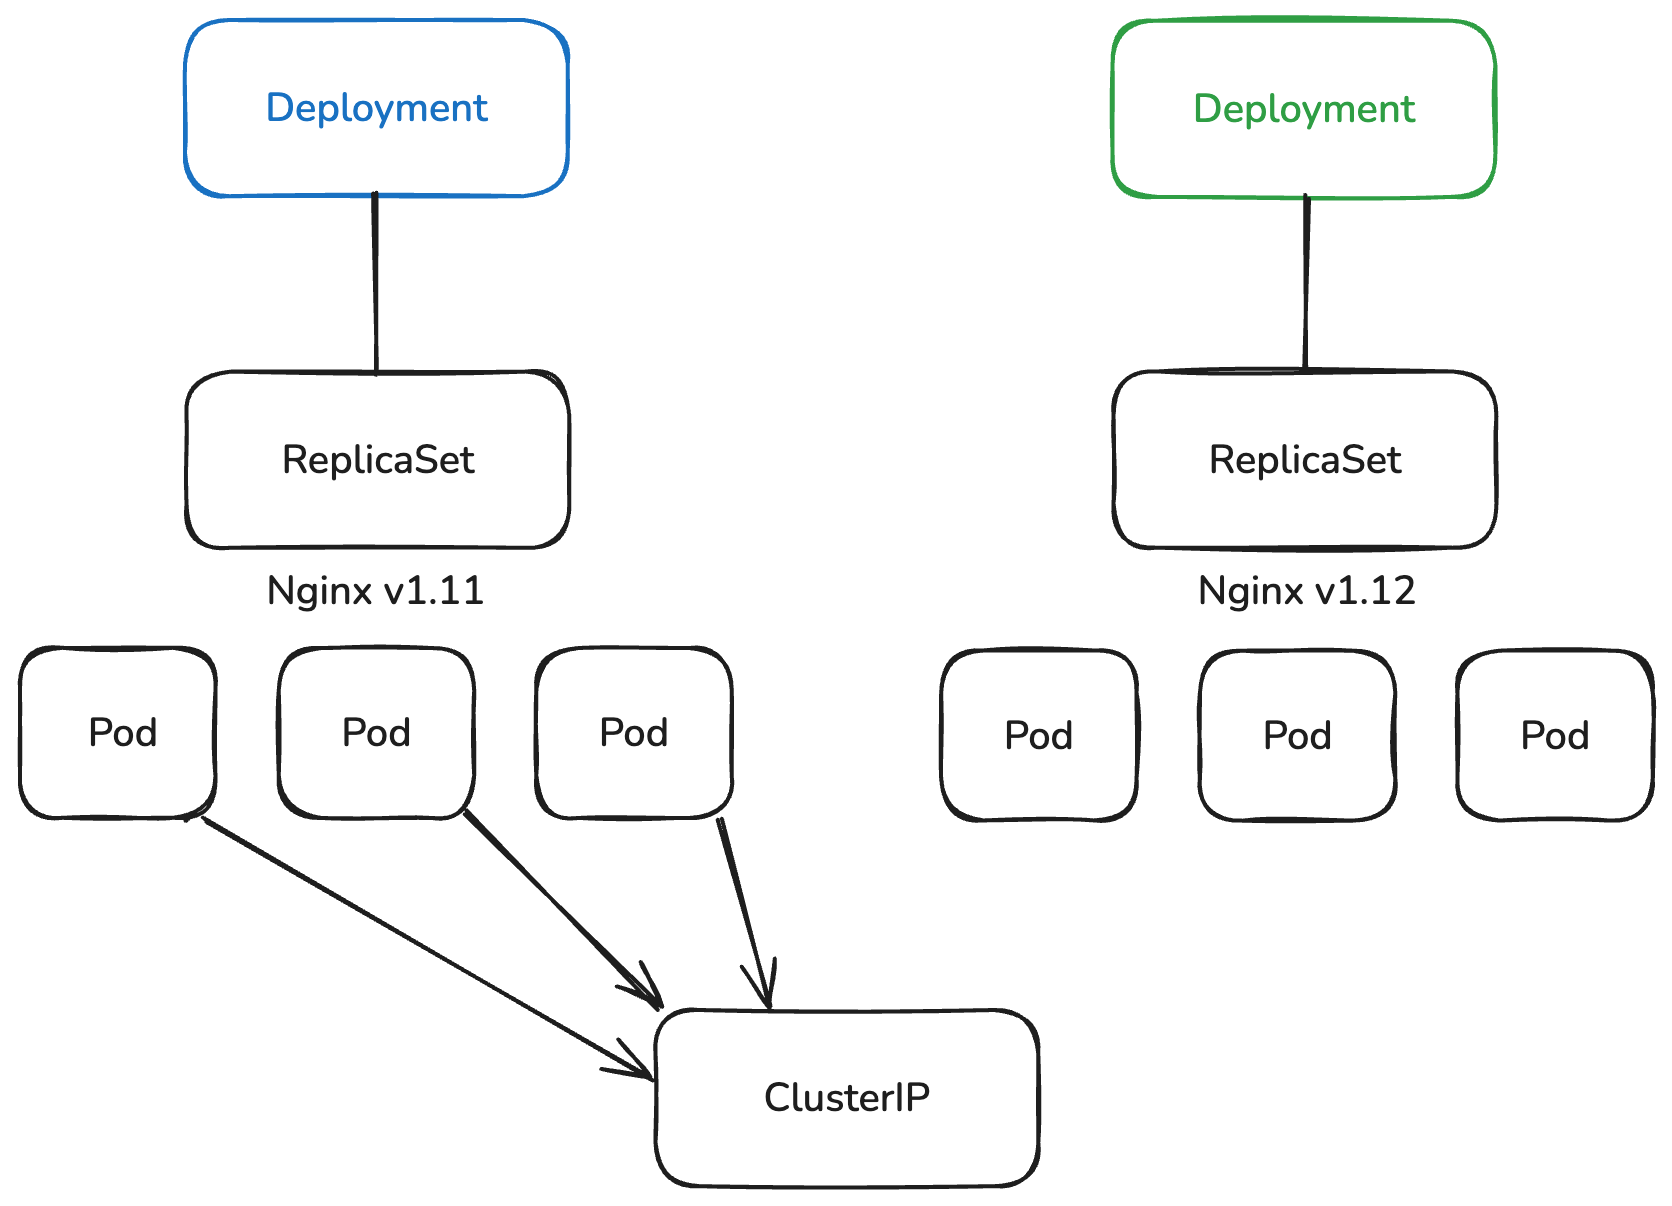 Deployment
Deployment
ReplicaSet
ReplicaSet
Nginx v1.11
Nginx v1.12
Pod
Pod
Pod
Pod
Pod
Pod
ClusterIP